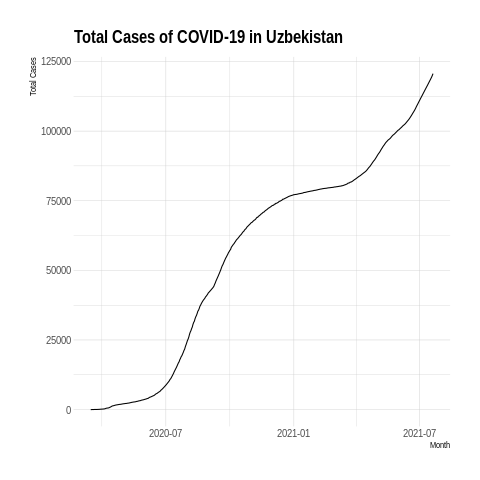 Total Cases of COVID-19 in Uzbekistan
Total Cases
125000
100000
75000
50000
25000
0
2020-07 2021-01 2021-07
Month